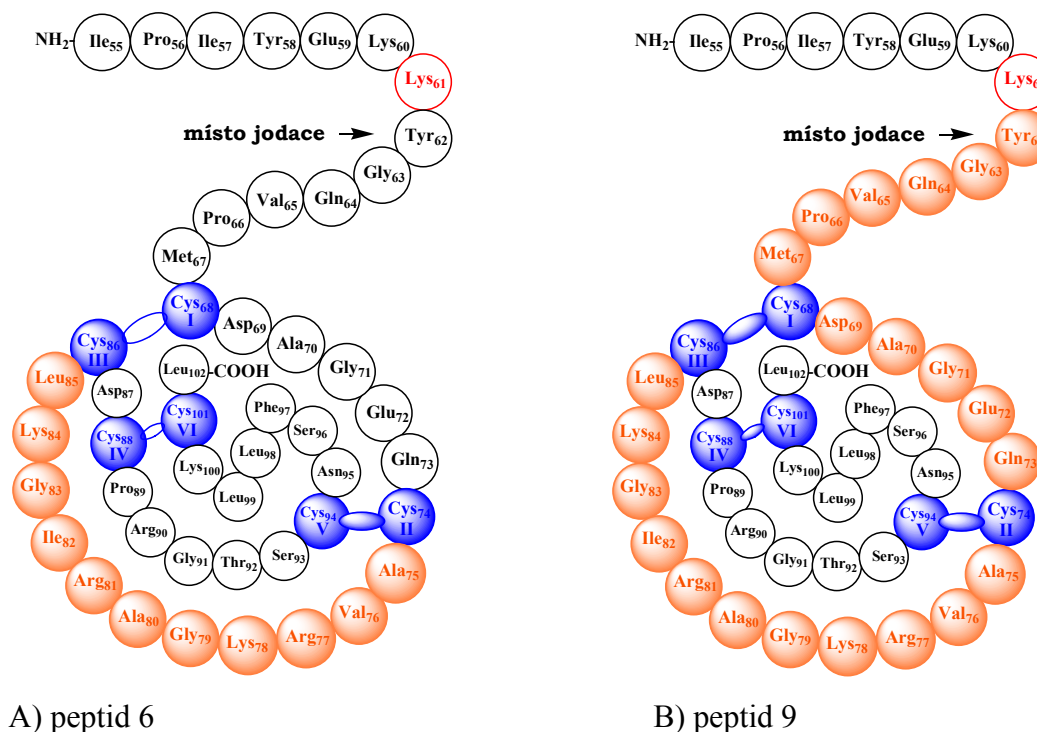 NH2-
Ile55
Pro56
Ile57
Tyr58
Glu59
Lys60
Lys61
místo jodace
Tyr62
Gly63
Gln64
Val65
Pro66
Met67
Cys68
I
Asp69
Ala70
Gly71
Glu72
Gln73
Cys74
II
Ala75
Val76
Arg77
Lys78
Gly79
Ala80
Arg81
Ile82
Gly83
Lys84
Leu85
Cys86
III
Asp87
Cys88
IV
Pro89
Arg90
Gly91
Thr92
Ser93
Cys94
V
Asn95
Ser96
Phe97
Leu98
Leu99
Lys100
Cys101
VI
Leu102-COOH
A) peptid 6
NH2-
Ile55
Pro56
Ile57
Tyr58
Glu59
Lys60
Lys6
místo jodace
Tyr6
Gly63
Gln64
Val65
Pro66
Met67
Cys68
I
Asp69
Ala70
Gly71
Glu72
Gln73
Cys74
II
Ala75
Val76
Arg77
Lys78
Gly79
Ala80
Arg81
Ile82
Gly83
Lys84
Leu85
Cys86
III
Asp87
Cys88
IV
Pro89
Arg90
Gly91
Thr92
Ser93
Cys94
V
Asn95
Ser96
Phe97
Leu98
Leu99
Lys100
Cys101
VI
Leu102-COOH
B) peptid 9